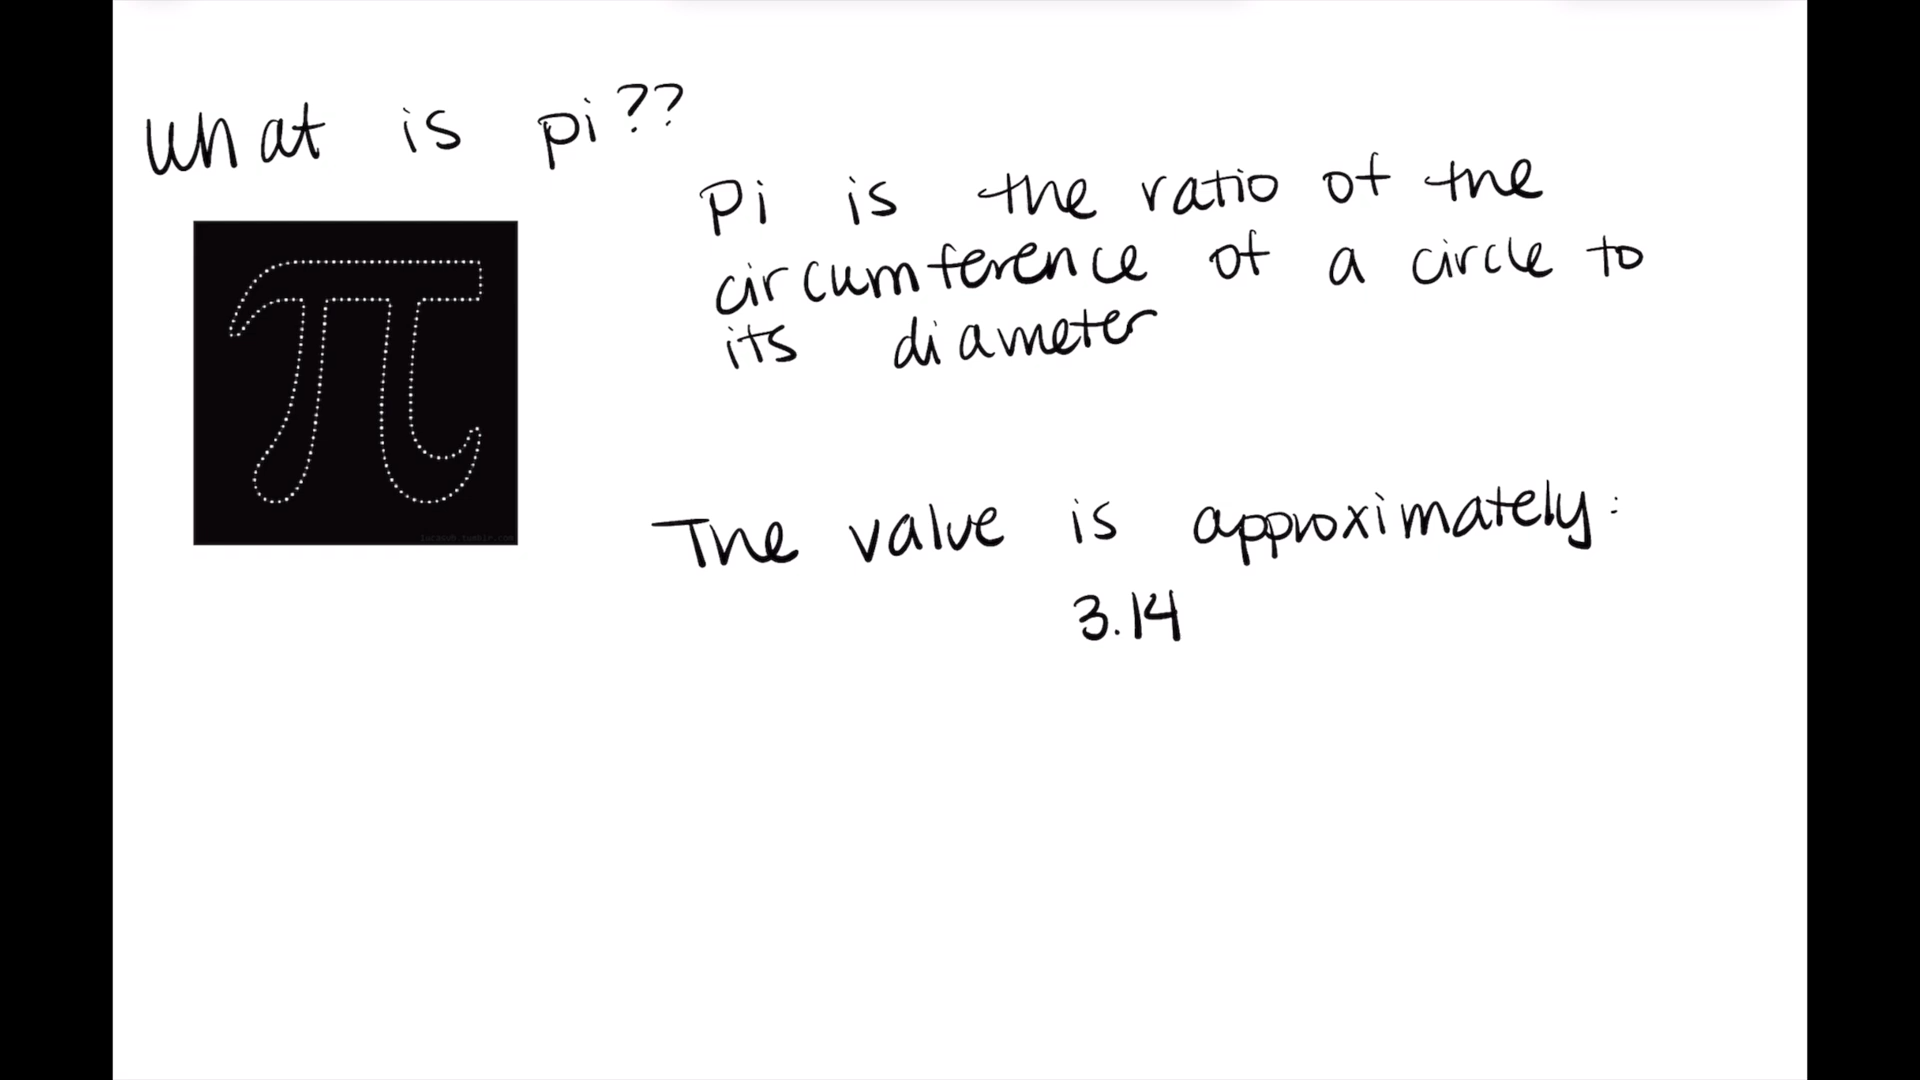 What is pi??
Pi is the ratio of the
circumference of a circle to
its diameter
The value is approximately:
3.14